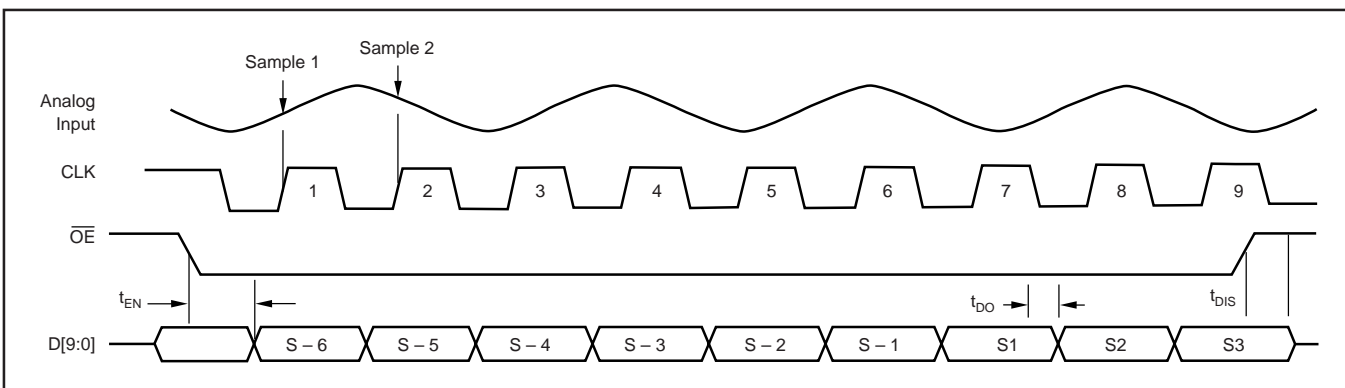 Sample 1
Sample 2
Analog
Input
CLK
1 2 3 4 5 6 7 8 9
OE
tEN
tDO
tDIS
D[9:0]
S – 6 S – 5 S – 4 S – 3 S – 2 S – 1 S1 S2 S3